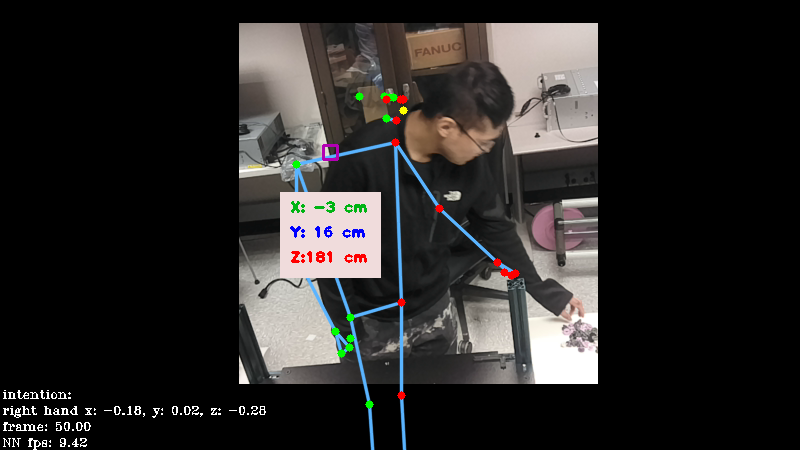 FANUC
X: -3 cm
Y: 16 cm
Z:181 cm
intention:
right hand x: -0.18, y: 0.02, z: -0.28
frame: 50.00
NN fps: 9.42